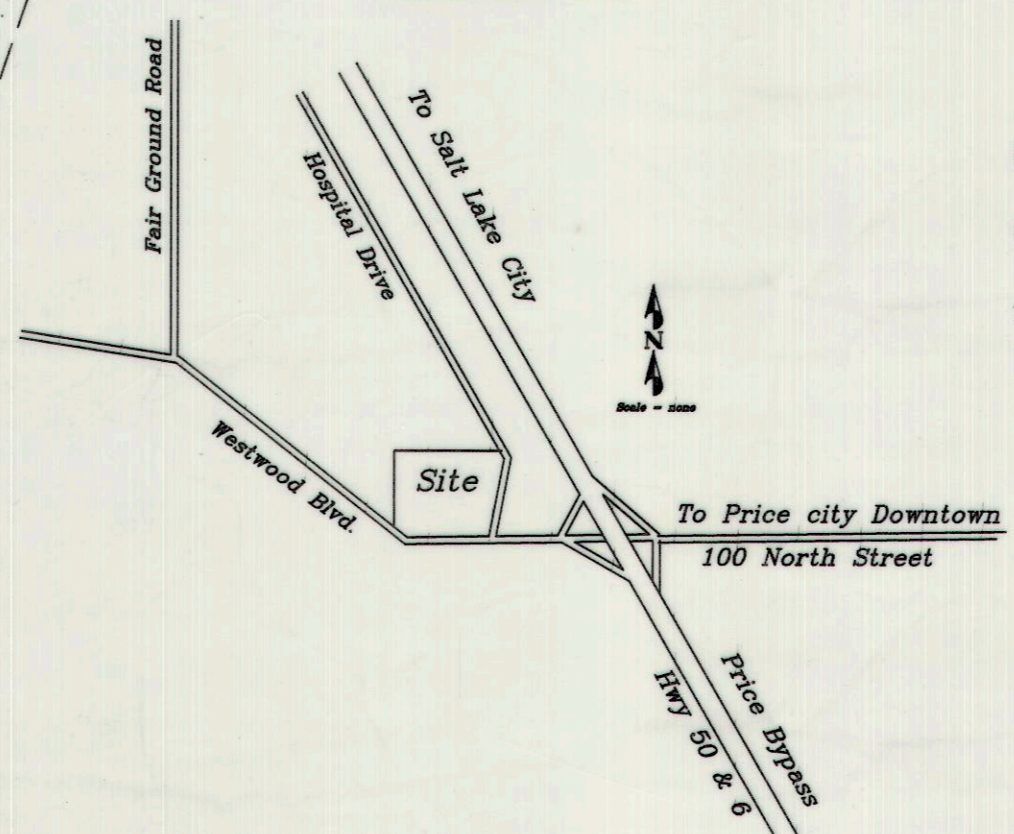 Fair Ground Road
To Salt Lake City
Hospital Drive
N
Scale - none
Westwood Blvd.
Site
To Price city Downtown
100 North Street
Price Bypass
Hwy 50 & 6